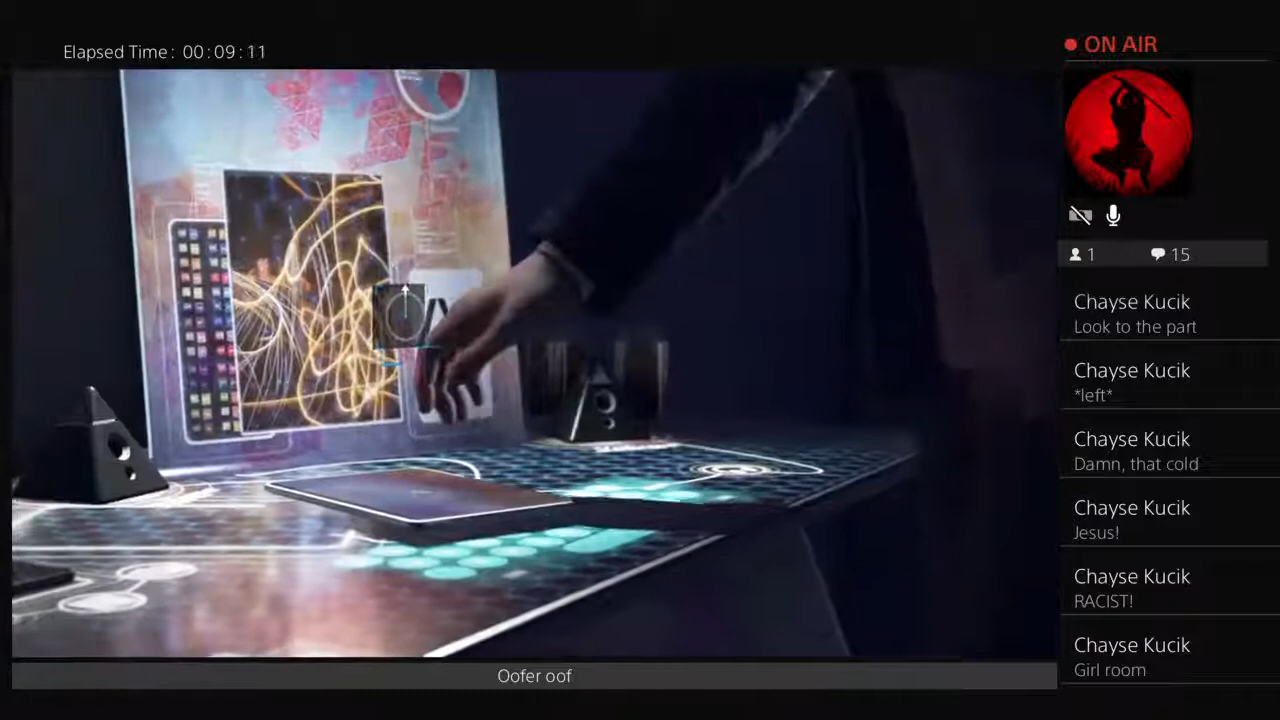 Elapsed Time: 00:09:11
ON AIR
1
15
Chayse Kucik
Look to the part
Chayse Kucik
*left*
Chayse Kucik
Damn, that cold
Chayse Kucik
Jesus!
Chayse Kucik
RACIST!
Chayse Kucik
Girl room
Oofer oof